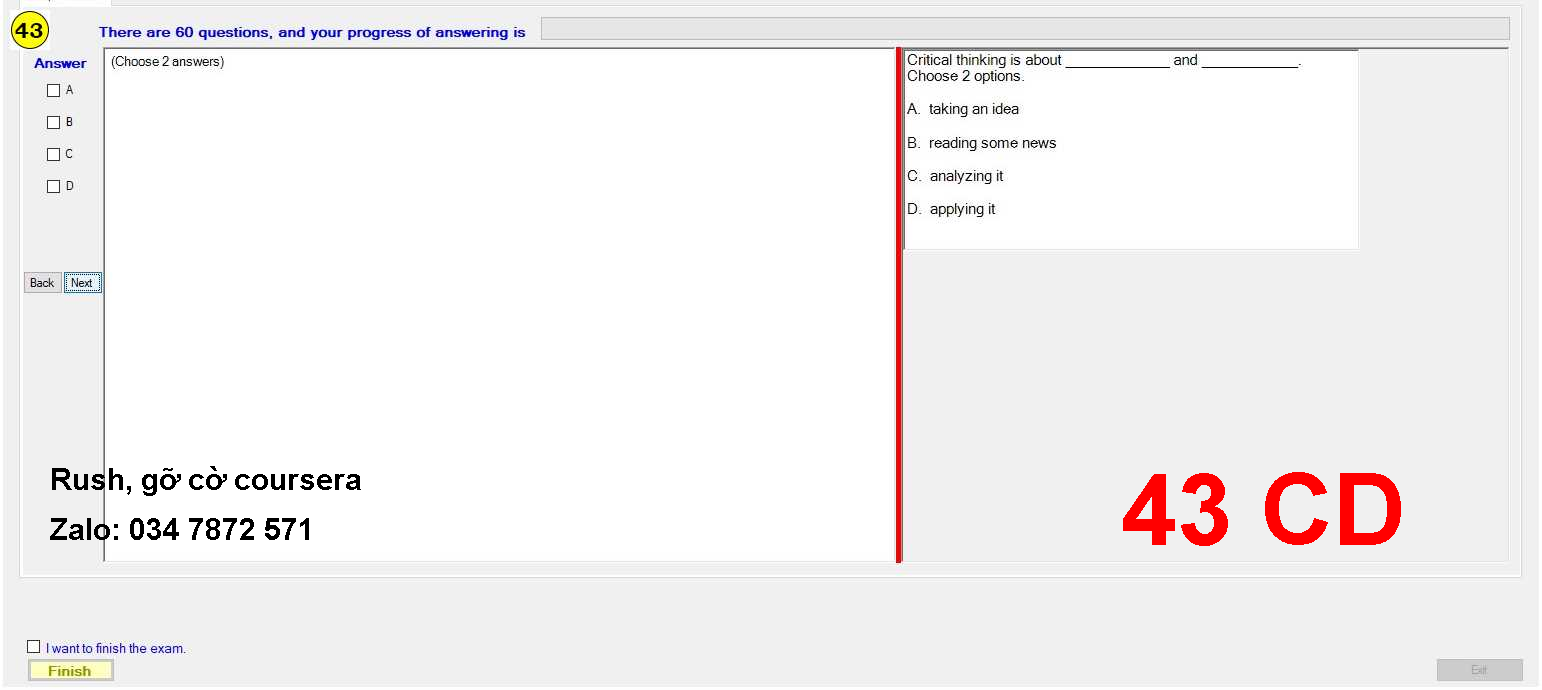 43
There are 60 questions, and your progress of answering is
Answer
(Choose 2 answers)
A
B
C
D
Back Next
Critical thinking is about _____________ and ____________.
Choose 2 options.
A. taking an idea
B. reading some news
C. analyzing it
D. applying it
Rush, gỡ cờ coursera
Zalo: 034 7872 571
43 CD
I want to finish the exam.
Finish
Exit